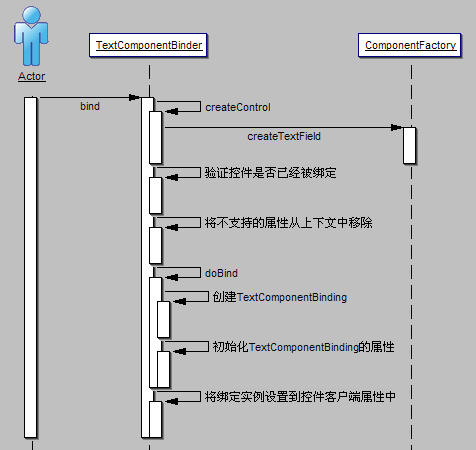 TextComponentBinder
ComponentFactory
Actor
bind
createControl
createTextField
验证控件是否已经被绑定
将不支持的属性从上下文中移除
doBind
创建TextComponentBinding
初始化TextComponentBinding的属性
将绑定实例设置到控件客户端属性中